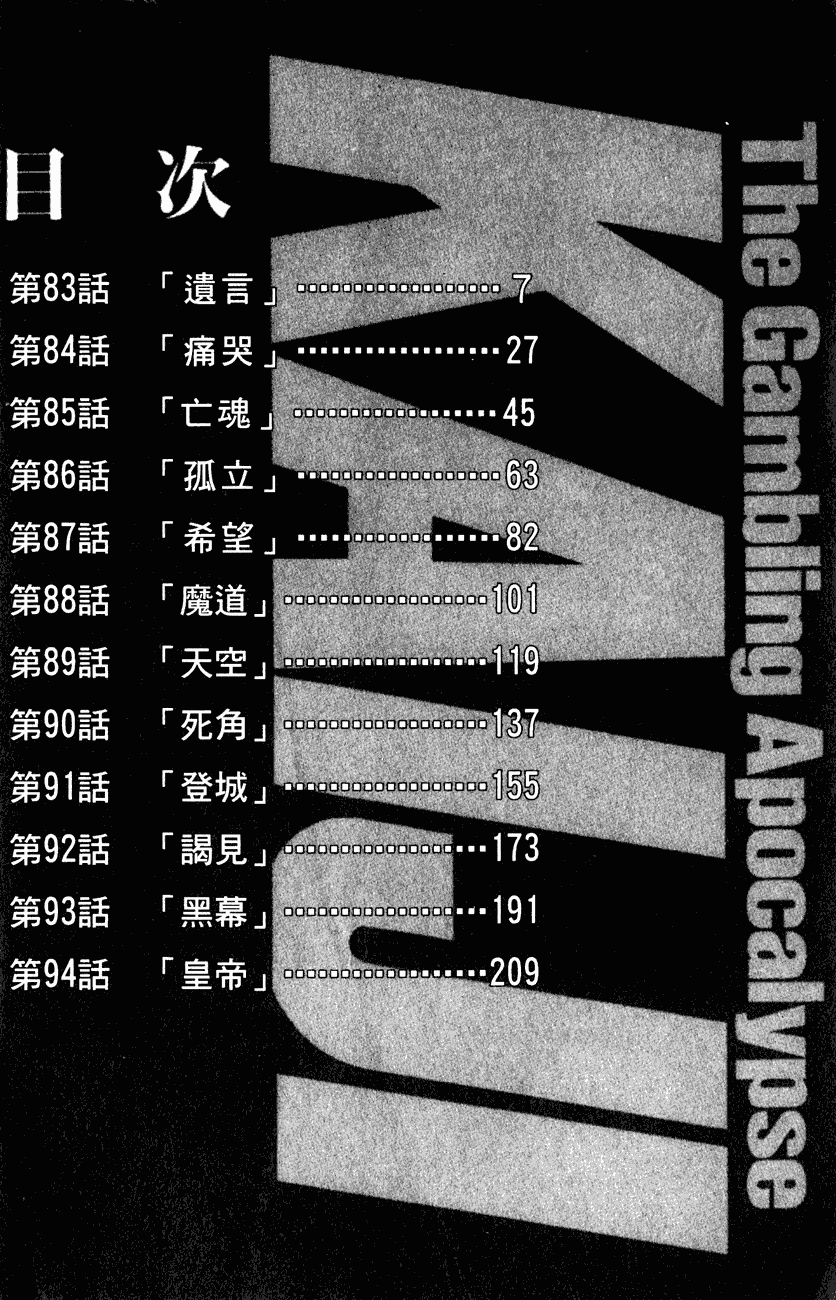 目 次
第83話 「遺言」 7
第84話 「痛哭」 27
第85話 「亡魂」 45
第86話 「孤立」 63
第87話 「希望」 82
第88話 「魔道」 101
第89話 「天空」 119
第90話 「死角」 137
第91話 「登城」 155
第92話 「謁見」 173
第93話 「黑幕」 191
第94話 「皇帝」 209
KAIJI
The Gambling Apocalypse